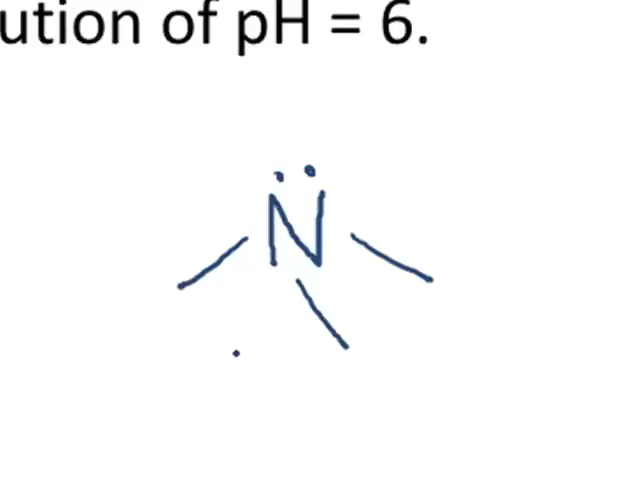 ution of pH = 6.
N